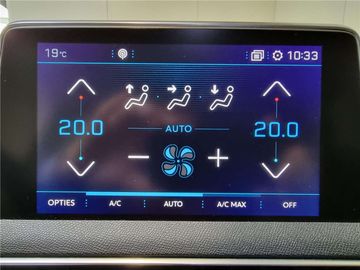 19°C 10:33
20.0 AUTO 20.0
OPTIES A/C AUTO A/C MAX OFF